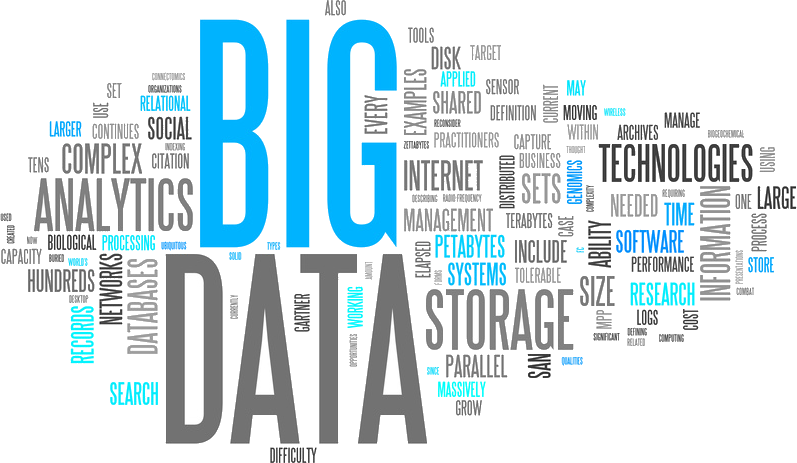 ALSO
BIG
DATA
TOOLS
DISK
TARGET
CONNECTOMICS
SET
ORGANIZATIONS
APPLIED
EXAMPLES
SENSOR
MAY
USE
RELATIONAL
EVERY
SHARED
DEFINITION
CURRENT
MOVING
WIRELESS
LARGER
CONTINUES
SOCIAL
RECONSIDER
PRACTITIONERS
WITHIN
ARCHIVES
MANAGE
BIOGEOCHEMICAL
INDEXING
ZETTABYTES
CAPTURE
THOUGHT
TENS
COMPLEX
CITATION
BUSINESS
TECHNOLOGIES
USING
INTERNET
DISTRIBUTED
SETS
GENOMICS
COMPLEXITY
ANALYTICS
DESCRIBING
RADIO-FREQUENCY
NEEDED
REQUIRING
INFORMATION
ONE
LARGE
USED
CREATED
MANAGEMENT
TERABYTES
CASE
TIME
PROCESS
NOW
BIOLOGICAL
PROCESSING
UBIQUITOUS
TYPES
SOLID
ELAPSED
PETABYTES
INCLUDE
FC
ABILITY
SOFTWARE
CAPACITY
BURIED
WORLD'S
NETWORKS
DATABASES
AMOUNT
FORMS
SYSTEMS
TOLERABLE
PERFORMANCE
PRESENTATIONS
STORE
HUNDREDS
DESKTOP
CURRENTLY
GARTNER
WORKING
STORAGE
SIZE
RESEARCH
COMBAT
RECORDS
OPPORTUNITIES
MPP
LOGS
COST
SIGNIFICANT
DEFINING
RELATED
COMPUTING
SEARCH
SINCE
PARALLEL
SAN
QUALITIES
MASSIVELY
GROW
DIFFICULTY